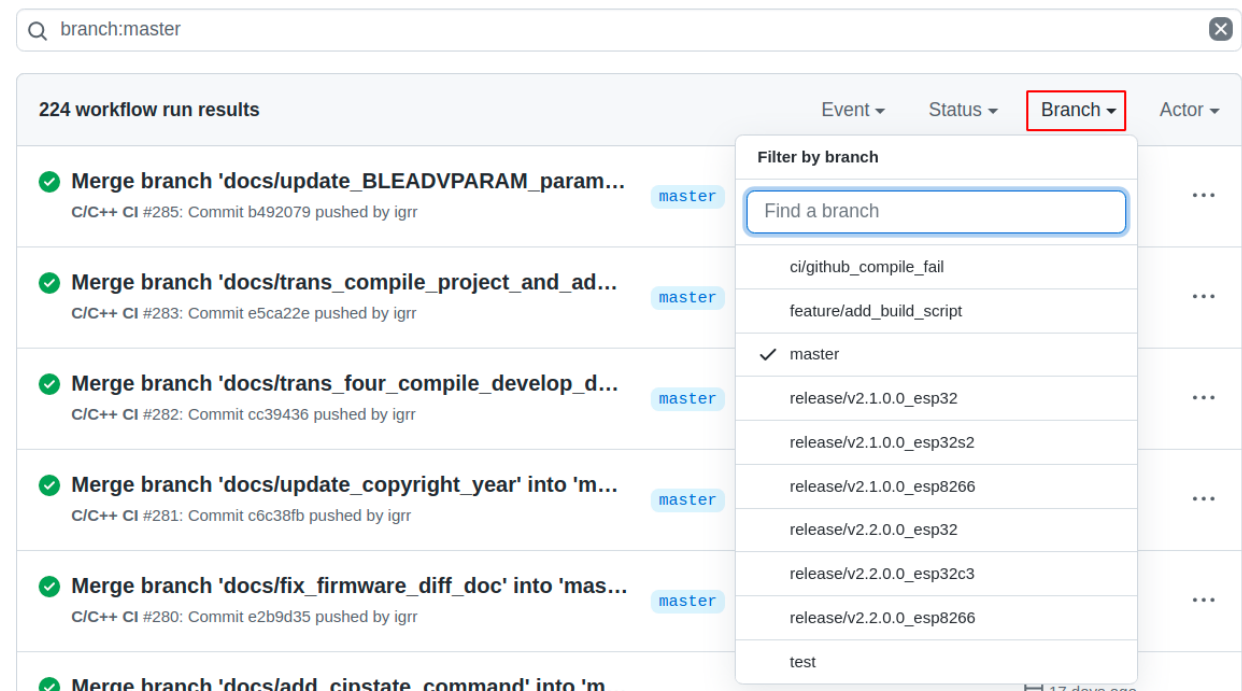 branch:master
224 workflow run results
Event
Status
Branch
Actor
Merge branch 'docs/update_BLEADVPARAM_param...
C/C++ CI #285: Commit b492079 pushed by igrr
master
Merge branch 'docs/trans_compile_project_and_ad...
C/C++ CI #283: Commit e5ca22e pushed by igrr
master
Merge branch 'docs/trans_four_compile_develop_d...
C/C++ CI #282: Commit cc39436 pushed by igrr
master
Merge branch 'docs/update_copyright_year' into 'm...
C/C++ CI #281: Commit c6c38fb pushed by igrr
master
Merge branch 'docs/fix_firmware_diff_doc' into 'mas...
C/C++ CI #280: Commit e2b9d35 pushed by igrr
master
Merge branch 'docs/add_cipstate_command' into 'm...
Filter by branch
Find a branch
ci/github_compile_fail
feature/add_build_script
master
release/v2.1.0.0_esp32
release/v2.1.0.0_esp32s2
release/v2.1.0.0_esp8266
release/v2.2.0.0_esp32
release/v2.2.0.0_esp32c3
release/v2.2.0.0_esp8266
test
17 days ago